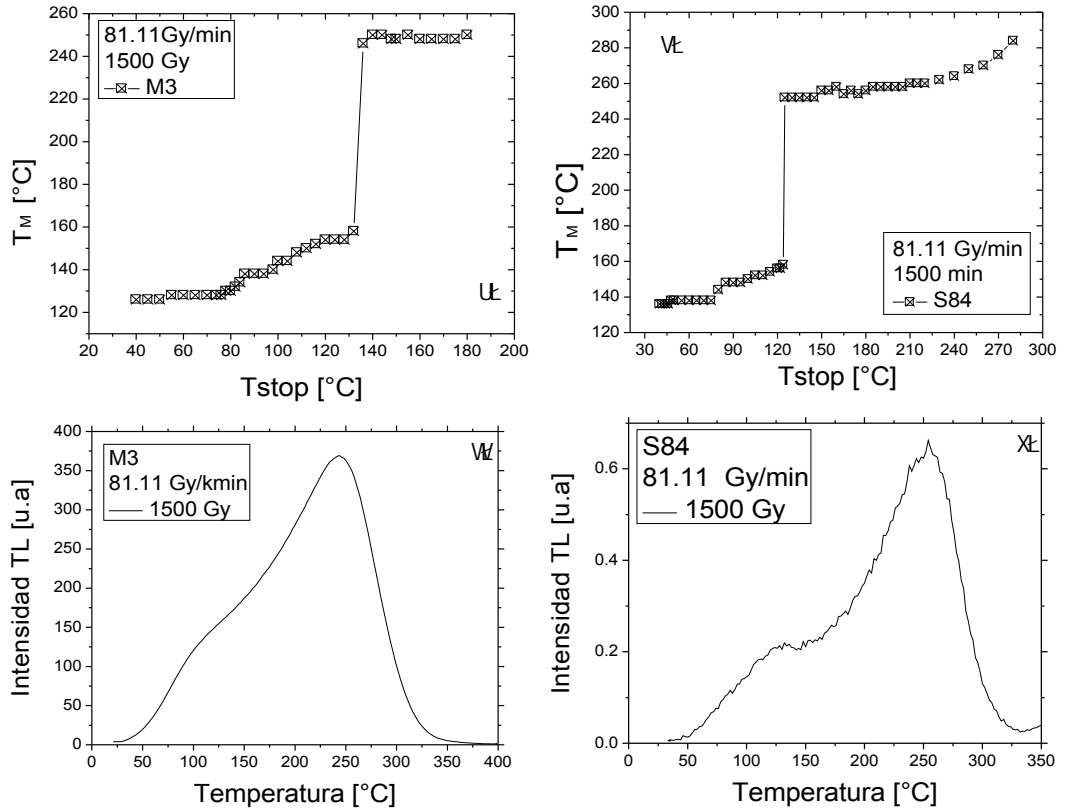 81.11Gy/min
1500 Gy
M3
260
240
220
200
180
160
140
120
TM [°C]
20 40 60 80 100 120 140 160 180 200
Tstop [°C]
81.11 Gy/min
1500 min
S84
300
280
260
240
220
200
180
160
140
120
TM [°C]
30 60 90 120 150 180 210 240 270 300
Tstop [°C]
M3
81.11 Gy/kmin
1500 Gy
400
350
300
250
200
150
100
50
0
Intensidad TL [u.a]
0 50 100 150 200 250 300 350 400
Temperatura [°C]
S84
81.11 Gy/min
1500 Gy
0.6
0.4
0.2
0.0
Intensidad TL [u.a]
0 50 100 150 200 250 300 350
Temperatura [°C]